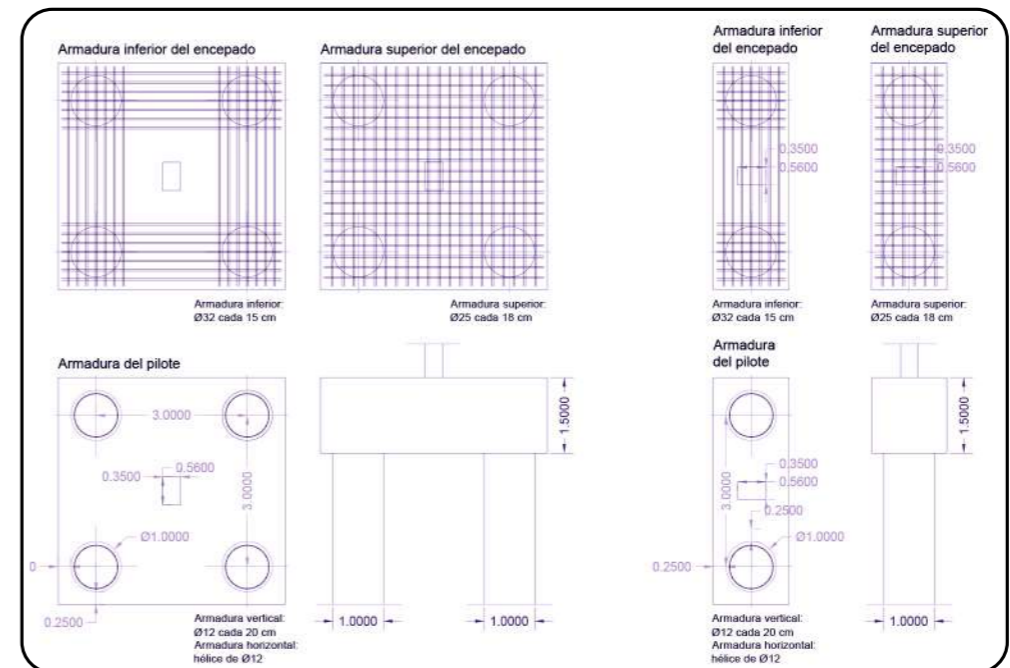 Armadura inferior del encepado
Armadura superior del encepado
Armadura inferior
del encepado
Armadura superior
del encepado
0.3500
0.5600
0.3500
0.5600
Armadura inferior:
Ø32 cada 15 cm
Armadura superior:
Ø25 cada 18 cm
Armadura inferior:
Ø32 cada 15 cm
Armadura superior:
Ø25 cada 18 cm
Armadura del pilote
Armadura
del pilote
3.0000
0.3500
0.5600
3.0000
Ø1.0000
0
0.2500
1.5000
1.0000
1.0000
Armadura vertical:
Ø12 cada 20 cm
Armadura horizontal:
hélice de Ø12
3.0000
0.3500
0.5600
0.2500
Ø1.0000
0.2500
1.5000
1.0000
Armadura vertical:
Ø12 cada 20 cm
Armadura horizontal:
hélice de Ø12